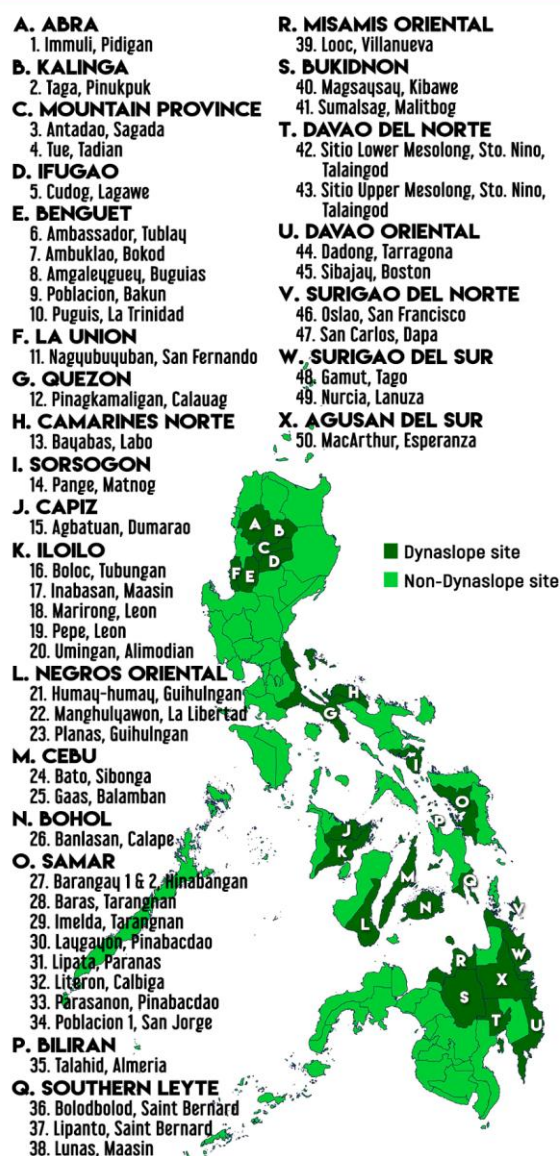 A. ABRA
1. Immuli, Pidigan
B. KALINGA
2. Taga, Pinukpuk
C. MOUNTAIN PROVINCE
3. Antadao, Sagada
4. Tue, Tadian
D. IFUGAO
5. Cudog, Lagawe
E. BENGUET
6. Ambassador, Tublay
7. Ambuklao, Bokod
8. Amgaleyguey, Buguias
9. Poblacion, Bakun
10. Puguis, La Trinidad
F. LA UNION
11. Nagyubuyuban, San Fernando
G. QUEZON
12. Pinagkamaligan, Calauag
H. CAMARINES NORTE
13. Bayabas, Labo
I. SORSOGON
14. Pange, Matnog
J. CAPIZ
15. Agbatuan, Dumarao
K. ILOILO
16. Boloc, Tubungan
17. Inabasan, Maasin
18. Marirong, Leon
19. Pepe, Leon
20. Umingan, Alimodian
L. NEGROS ORIENTAL
21. Humay-humay, Guihulngan
22. Manghulyawon, La Libertad
23. Planas, Guihulngan
M. CEBU
24. Bato, Sibonga
25. Gaas, Balamban
N. BOHOL
26. Banlasan, Calape
O. SAMAR
27. Barangay 1 & 2, Hinabangan
28. Baras, Tarangnan
29. Imelda, Tarangnan
30. Laygayon, Pinabacdao
31. Lipata, Paranas
32. Literon, Calbiga
33. Parasanon, Pinabacdao
34. Poblacion 1, San Jorge
P. BILIRAN
35. Talahid, Almeria
Q. SOUTHERN LEYTE
36. Bolodbolod, Saint Bernard
37. Lipanto, Saint Bernard
38. Lunas, Maasin
R. MISAMIS ORIENTAL
39. Looc, Villanueva
S. BUKIDNON
40. Magsaysay, Kibawe
41. Sumalsag, Malitbog
T. DAVAO DEL NORTE
42. Sitio Lower Mesolong, Sto. Nino,
Talaingod
43. Sitio Upper Mesolong, Sto. Nino,
Talaingod
U. DAVAO ORIENTAL
44. Dadong, Tarragona
45. Sibajay, Boston
V. SURIGAO DEL NORTE
46. Oslao, San Francisco
47. San Carlos, Dapa
W. SURIGAO DEL SUR
48. Gamut, Tago
49. Nurcia, Lanuza
X. AGUSAN DEL SUR
50. MacArthur, Esperanza
Dynaslope site
Non-Dynaslope site
A
B
C
D
F E
H
G
I
O
P
J
K
M
Q
N
L
V
W
R
X
S
T
U